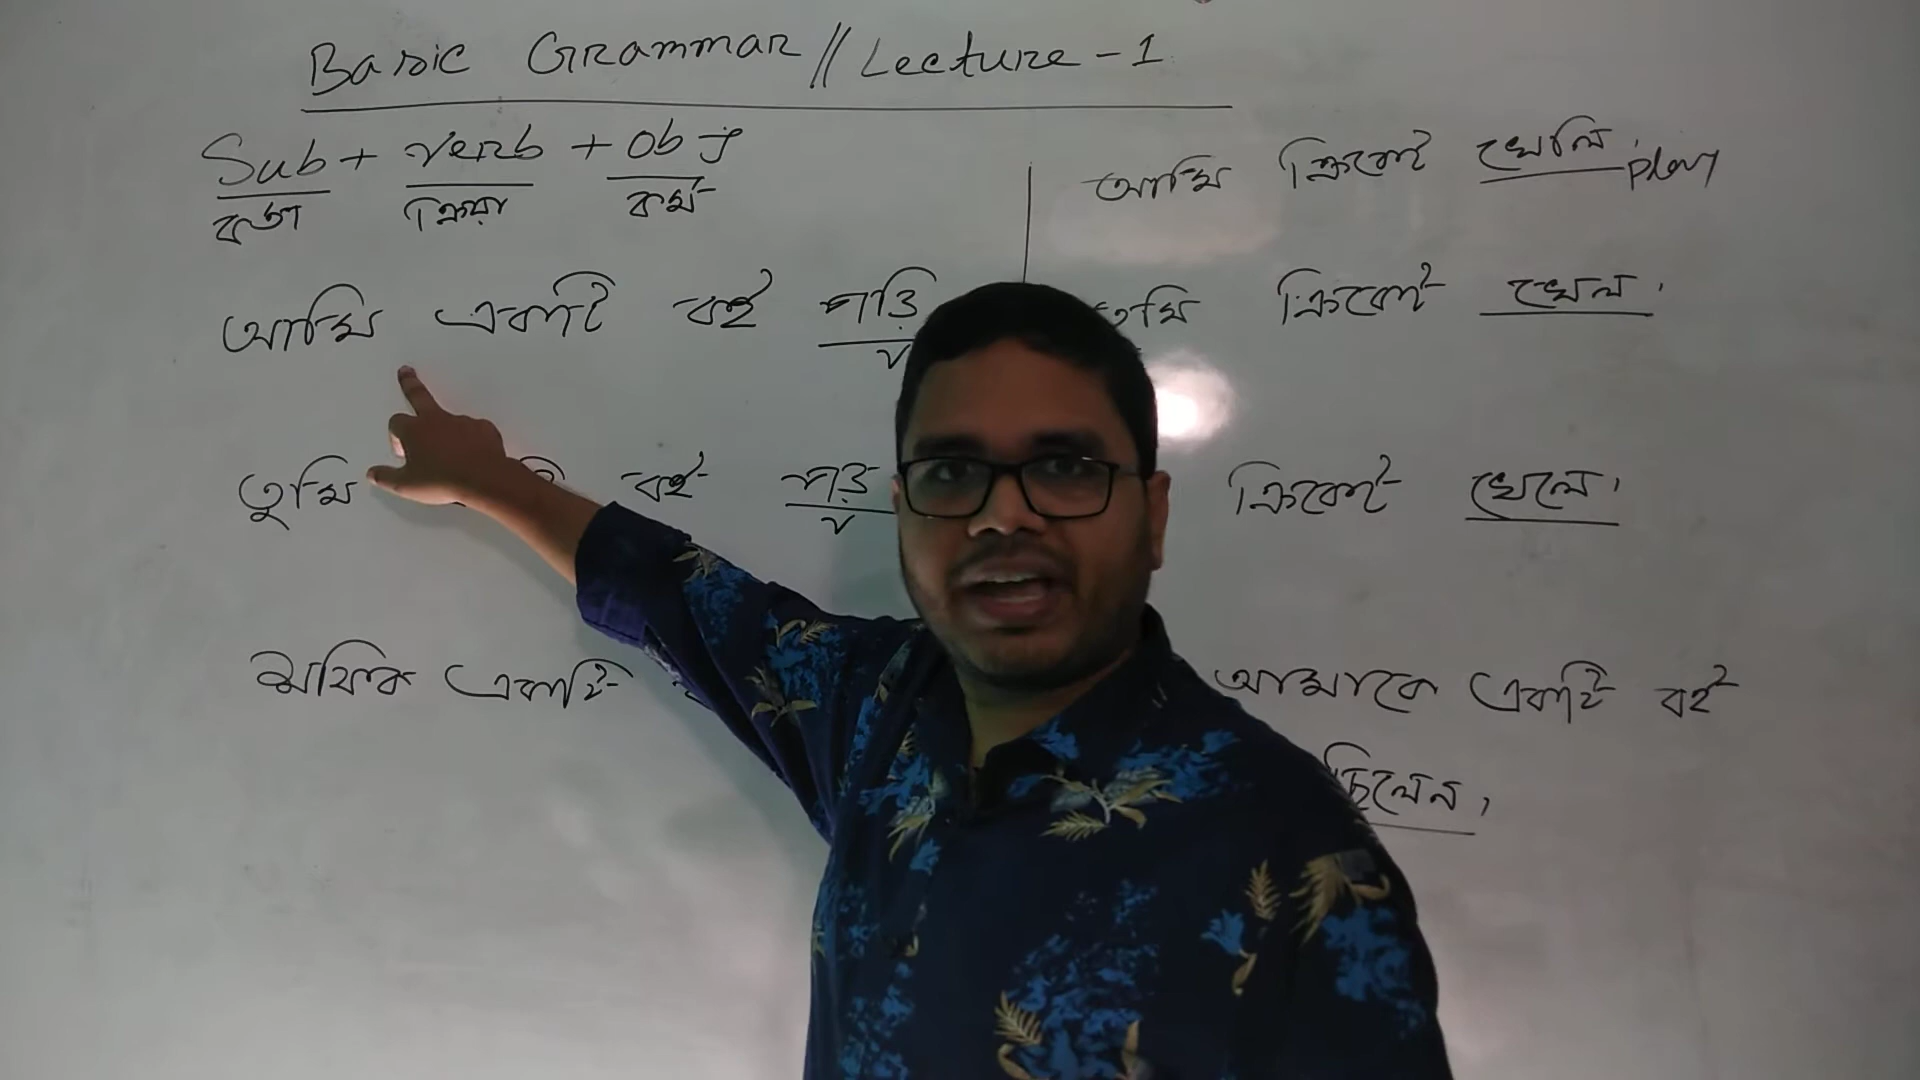 Basic Grammar // Lecture - 1
Sub + verb + Obj
কর্তা ক্রিয়া কর্ম
আমি একটি বই পড়ি
v
তুমি বই পড়
v
রফিক একটি
আমি ক্রিকেট খেলি. play
তুমি ক্রিকেট খেল.
ক্রিকেট খেলে.
আমাকে একটি বই
ছিলেন.